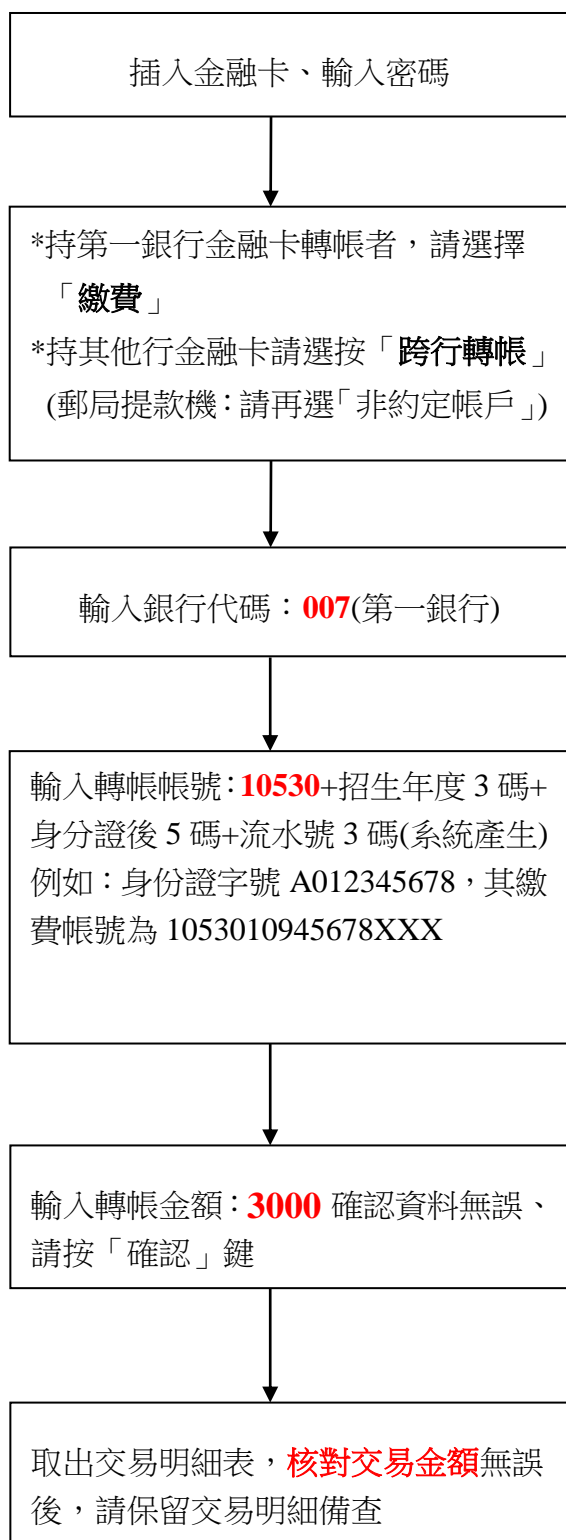 插入金融卡、輸入密碼
*持第一銀行金融卡轉帳者，請選擇
「繳費」
*持其他行金融卡請選按「跨行轉帳」
(郵局提款機：請再選「非約定帳戶」)
輸入銀行代碼：007(第一銀行)
輸入轉帳帳號：10530+招生年度 3 碼+
身分證後 5 碼+流水號 3 碼(系統產生)
例如：身份證字號 A012345678，其繳
費帳號為 1053010945678XXX
輸入轉帳金額：3000 確認資料無誤、
請按「確認」鍵
取出交易明細表，核對交易金額無誤
後，請保留交易明細備查